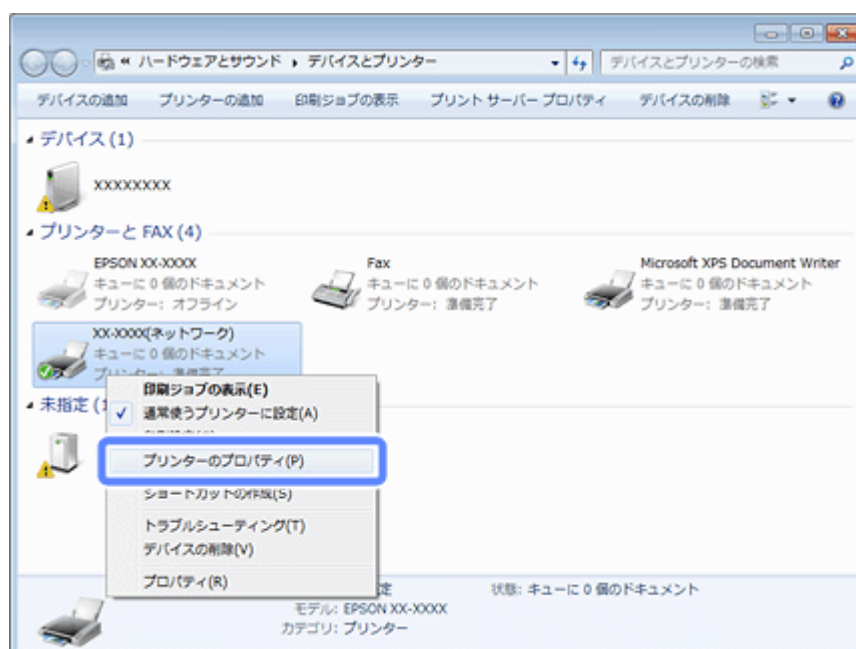 « ハードウェアとサウンド ▸ デバイスとプリンター
デバイスとプリンターの検索
デバイスの追加 プリンターの追加 印刷ジョブの表示 プリント サーバー プロパティ デバイスの削除
デバイス (1)
XXXXXXXX
プリンターと FAX (4)
EPSON XX-XXXX
キューに 0 個のドキュメント
プリンター: オフライン
Fax
キューに 0 個のドキュメント
プリンター: 準備完了
Microsoft XPS Document Writer
キューに 0 個のドキュメント
プリンター: 準備完了
XX-XXXX(ネットワーク)
キューに 0 個のドキュメント
未指定 (
印刷ジョブの表示(E)
通常使うプリンターに設定(A)
プリンターのプロパティ(P)
ショートカットの作成(S)
トラブルシューティング(T)
デバイスの削除(V)
プロパティ(R)
定 状態: キューに 0 個のドキュメント
モデル: EPSON XX-XXXX
カテゴリ: プリンター